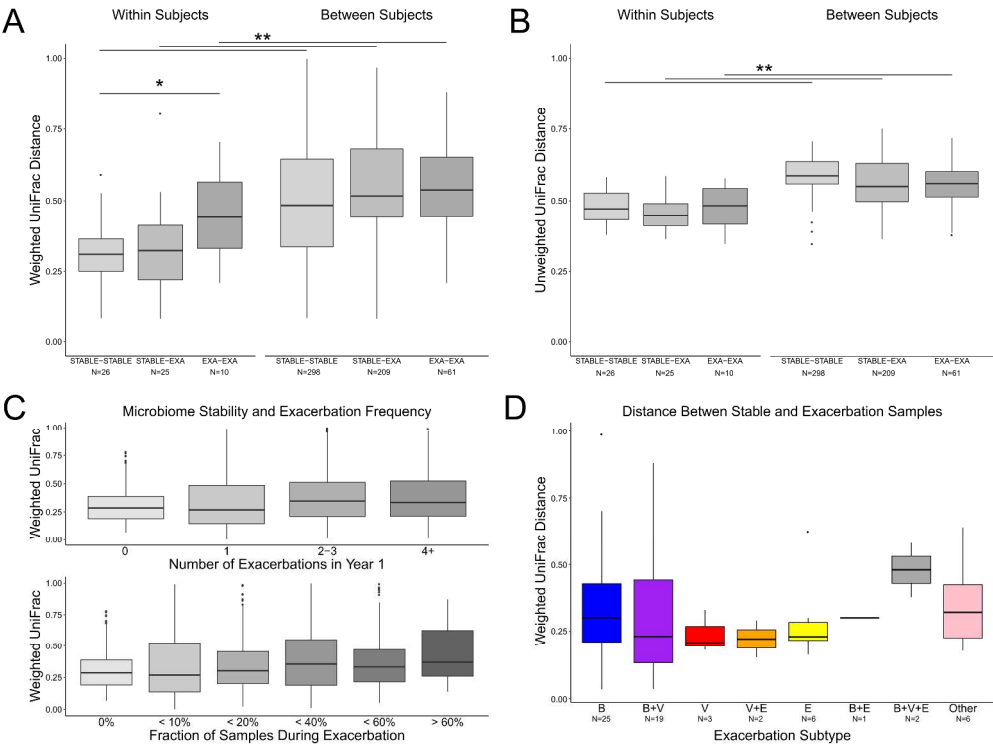 A
Within Subjects
Between Subjects
**
*
Weighted UniFrac Distance
1.00
0.75
0.50
0.25
0.00
STABLE−STABLE
STABLE−EXA
EXA−EXA
STABLE−STABLE
STABLE−EXA
EXA−EXA
N=26
N=25
N=10
N=298
N=209
N=61
B
Within Subjects
Between Subjects
**
Unweighted UniFrac Distance
1.00
0.75
0.50
0.25
0.00
STABLE−STABLE
STABLE−EXA
EXA−EXA
STABLE−STABLE
STABLE−EXA
EXA−EXA
N=26
N=25
N=10
N=298
N=209
N=61
C
Microbiome Stability and Exacerbation Frequency
Weighted UniFrac
1.00
0.75
0.50
0.25
0.00
0
1
2−3
4+
Number of Exacerbations in Year 1
Weighted UniFrac
1.00
0.75
0.50
0.25
0.00
0%
< 10%
< 20%
< 40%
< 60%
> 60%
Fraction of Samples During Exacerbation
D
Distance Betwen Stable and Exacerbation Samples
Weighted UniFrac Distance
1.00
0.75
0.50
0.25
0.00
B
B+V
V
V+E
E
B+E
B+V+E
Other
N=25
N=19
N=3
N=2
N=6
N=1
N=2
N=6
Exacerbation Subtype